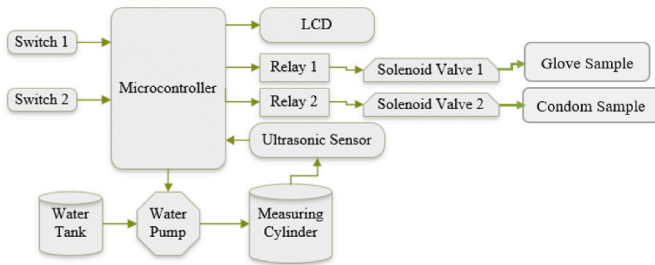 LCD
Switch 1
Microcontroller
Relay 1
Solenoid Valve 1
Glove Sample
Switch 2
Relay 2
Solenoid Valve 2
Condom Sample
Ultrasonic Sensor
Water
Tank
Water
Pump
Measuring
Cylinder